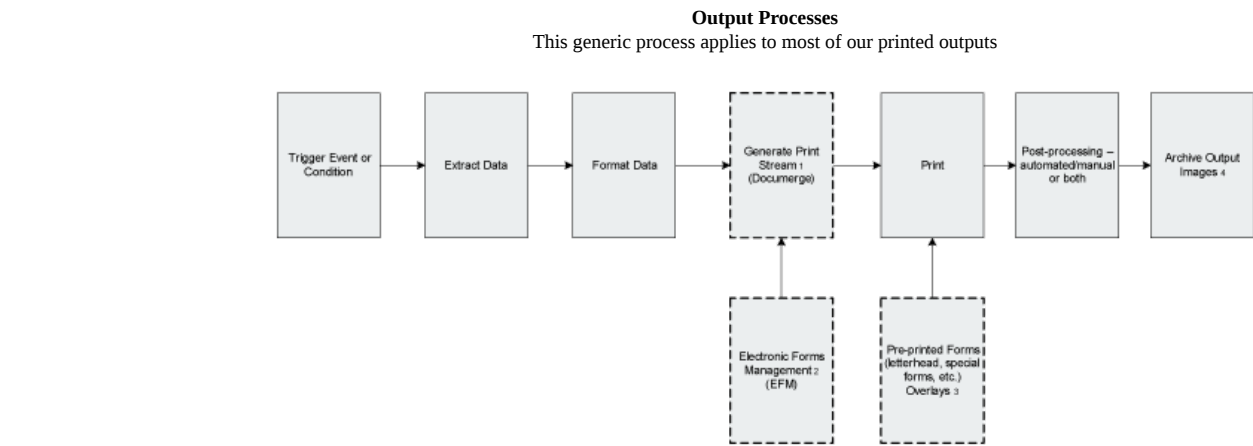 Output Processes
This generic process applies to most of our printed outputs
Trigger Event or
Condition
Extract Data
Format Data
Generate Print
Stream 1
(Documerge)
Print
Post-processing –
automated/manual
or both
Archive Output
Images 4
Electronic Forms
Management 2
(EFM)
Pre-printed Forms
(letterhead, special
forms, etc.)
Overlays 3